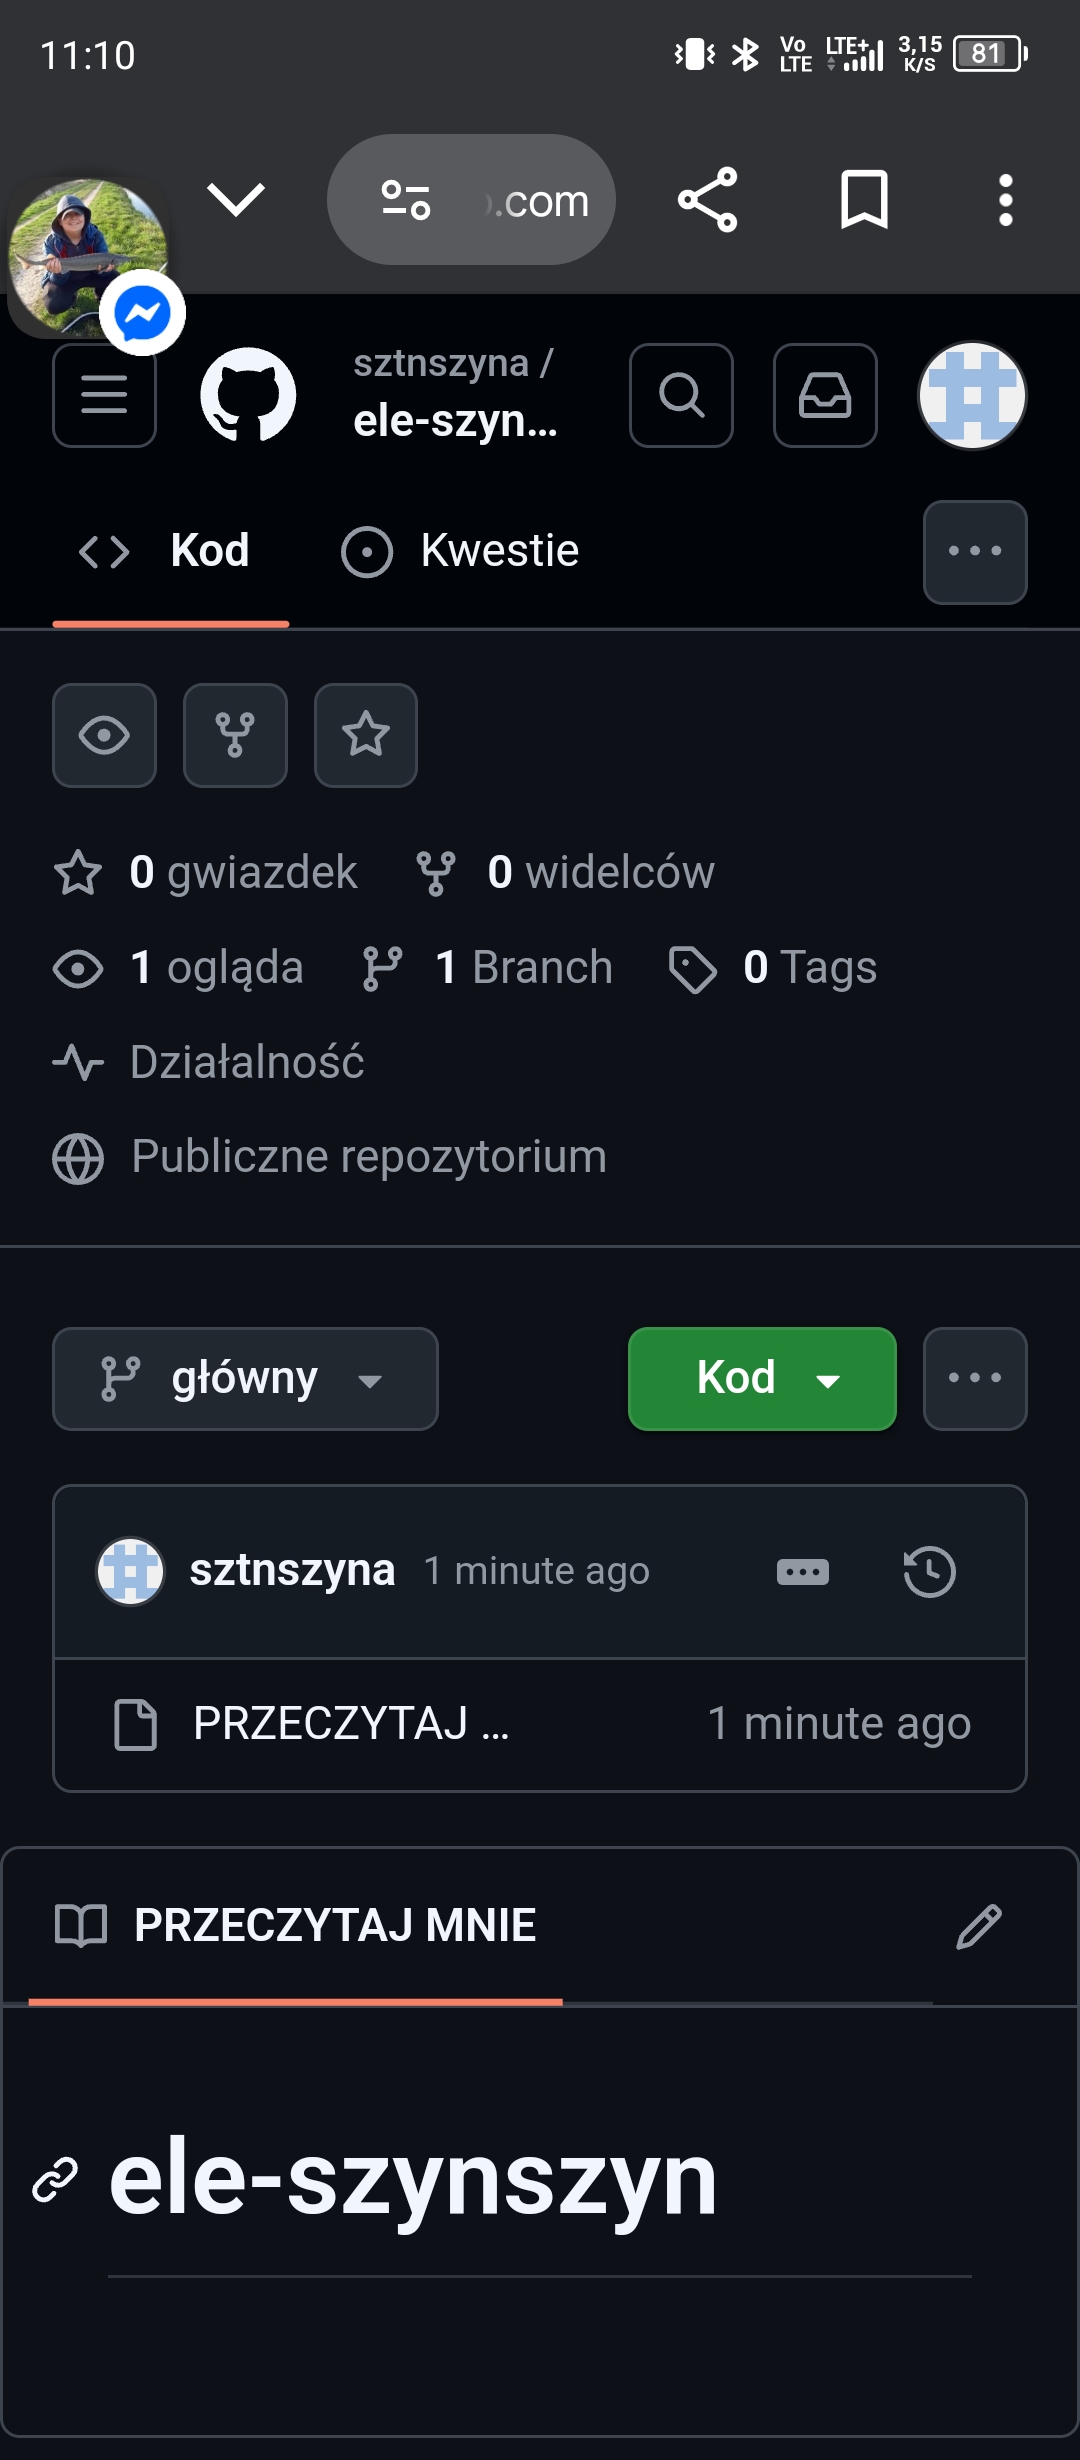 11:10
Vo LTE
LTE+
3,15 K/S
81
.com
sztnszyna /
ele-szyn...
Kod
Kwestie
0 gwiazdek
0 widelców
1 ogląda
1 Branch
0 Tags
Działalność
Publiczne repozytorium
główny
Kod
sztnszyna 1 minute ago
PRZECZYTAJ ... 1 minute ago
PRZECZYTAJ MNIE
ele-szynszyn